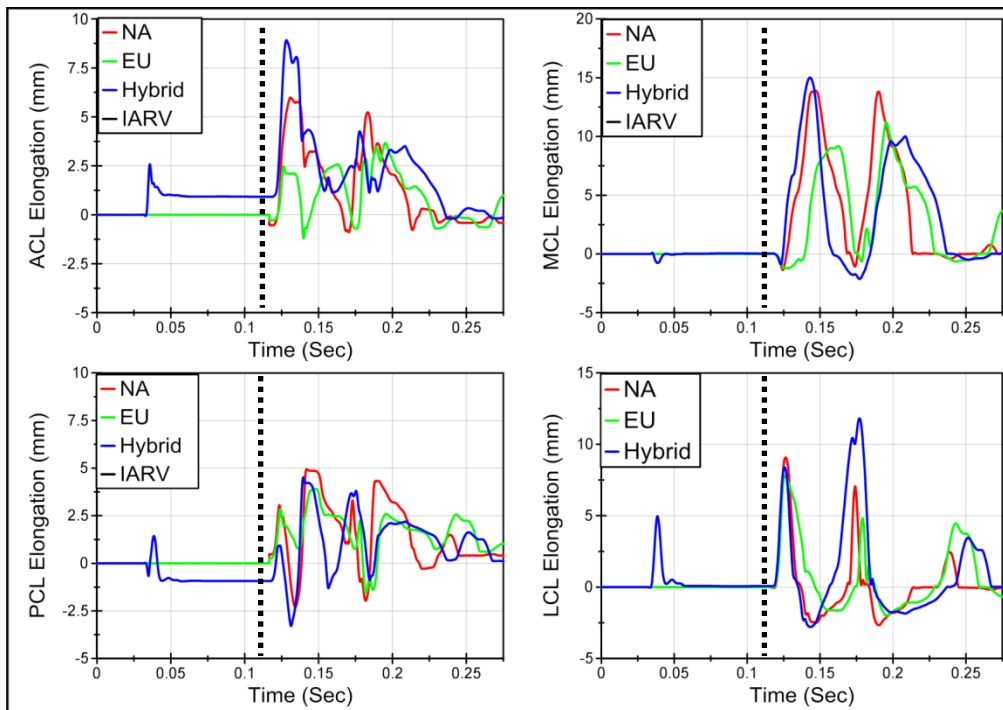 10
7.5
5
2.5
0
-2.5
-5
ACL Elongation (mm)
NA
EU
Hybrid
IARV
0
0.05
0.1
0.15
0.2
0.25
Time (Sec)
20
15
10
5
0
-5
MCL Elongation (mm)
NA
EU
Hybrid
IARV
0
0.05
0.1
0.15
0.2
0.25
Time (Sec)
10
7.5
5
2.5
0
-2.5
-5
PCL Elongation (mm)
NA
EU
Hybrid
IARV
0
0.05
0.1
0.15
0.2
0.25
Time (Sec)
15
10
5
0
-5
LCL Elongation (mm)
NA
EU
Hybrid
0
0.05
0.1
0.15
0.2
0.25
Time (Sec)